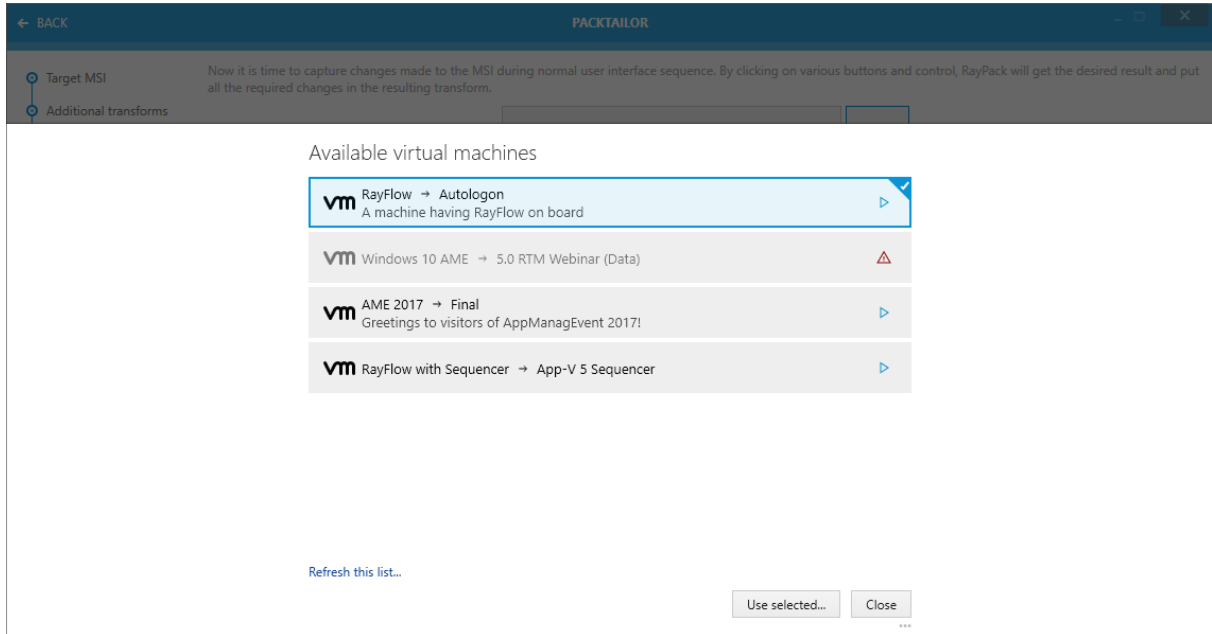 ← BACK
PACKTAILOR
Target MSI
Additional transforms
Now it is time to capture changes made to the MSI during normal user interface sequence. By clicking on various buttons and control, RayPack will get the desired result and put
all the required changes in the resulting transform.
Available virtual machines
vm RayFlow → Autologon
A machine having RayFlow on board
vm Windows 10 AME → 5.0 RTM Webinar (Data)
vm AME 2017 → Final
Greetings to visitors of AppManagEvent 2017!
vm RayFlow with Sequencer → App-V 5 Sequencer
Refresh this list...
Use selected...
Close